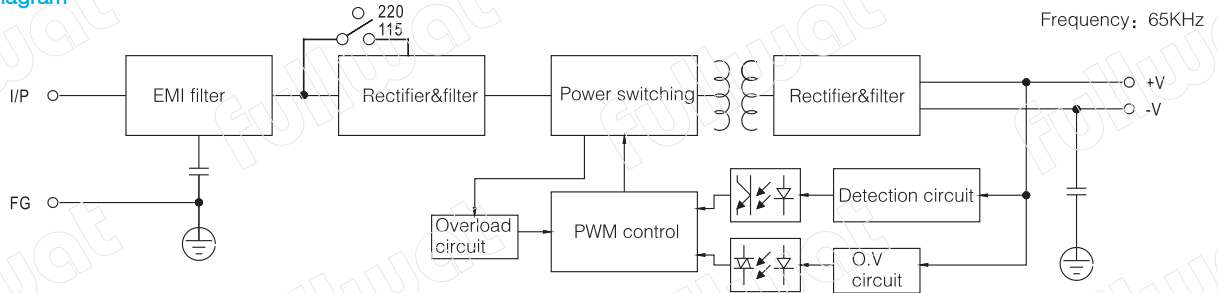 220
115
Frequency: 65KHz
I/P
EMI filter
Rectifier&filter
Power switching
Rectifier&filter
+V
-V
FG
Overload
circuit
PWM control
Detection circuit
O.V
circuit
fullwat